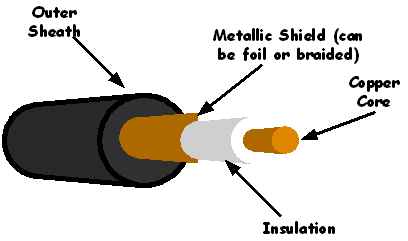 Outer
Sheath
Metallic Shield (can
be foil or braided)
Copper
Core
Insulation